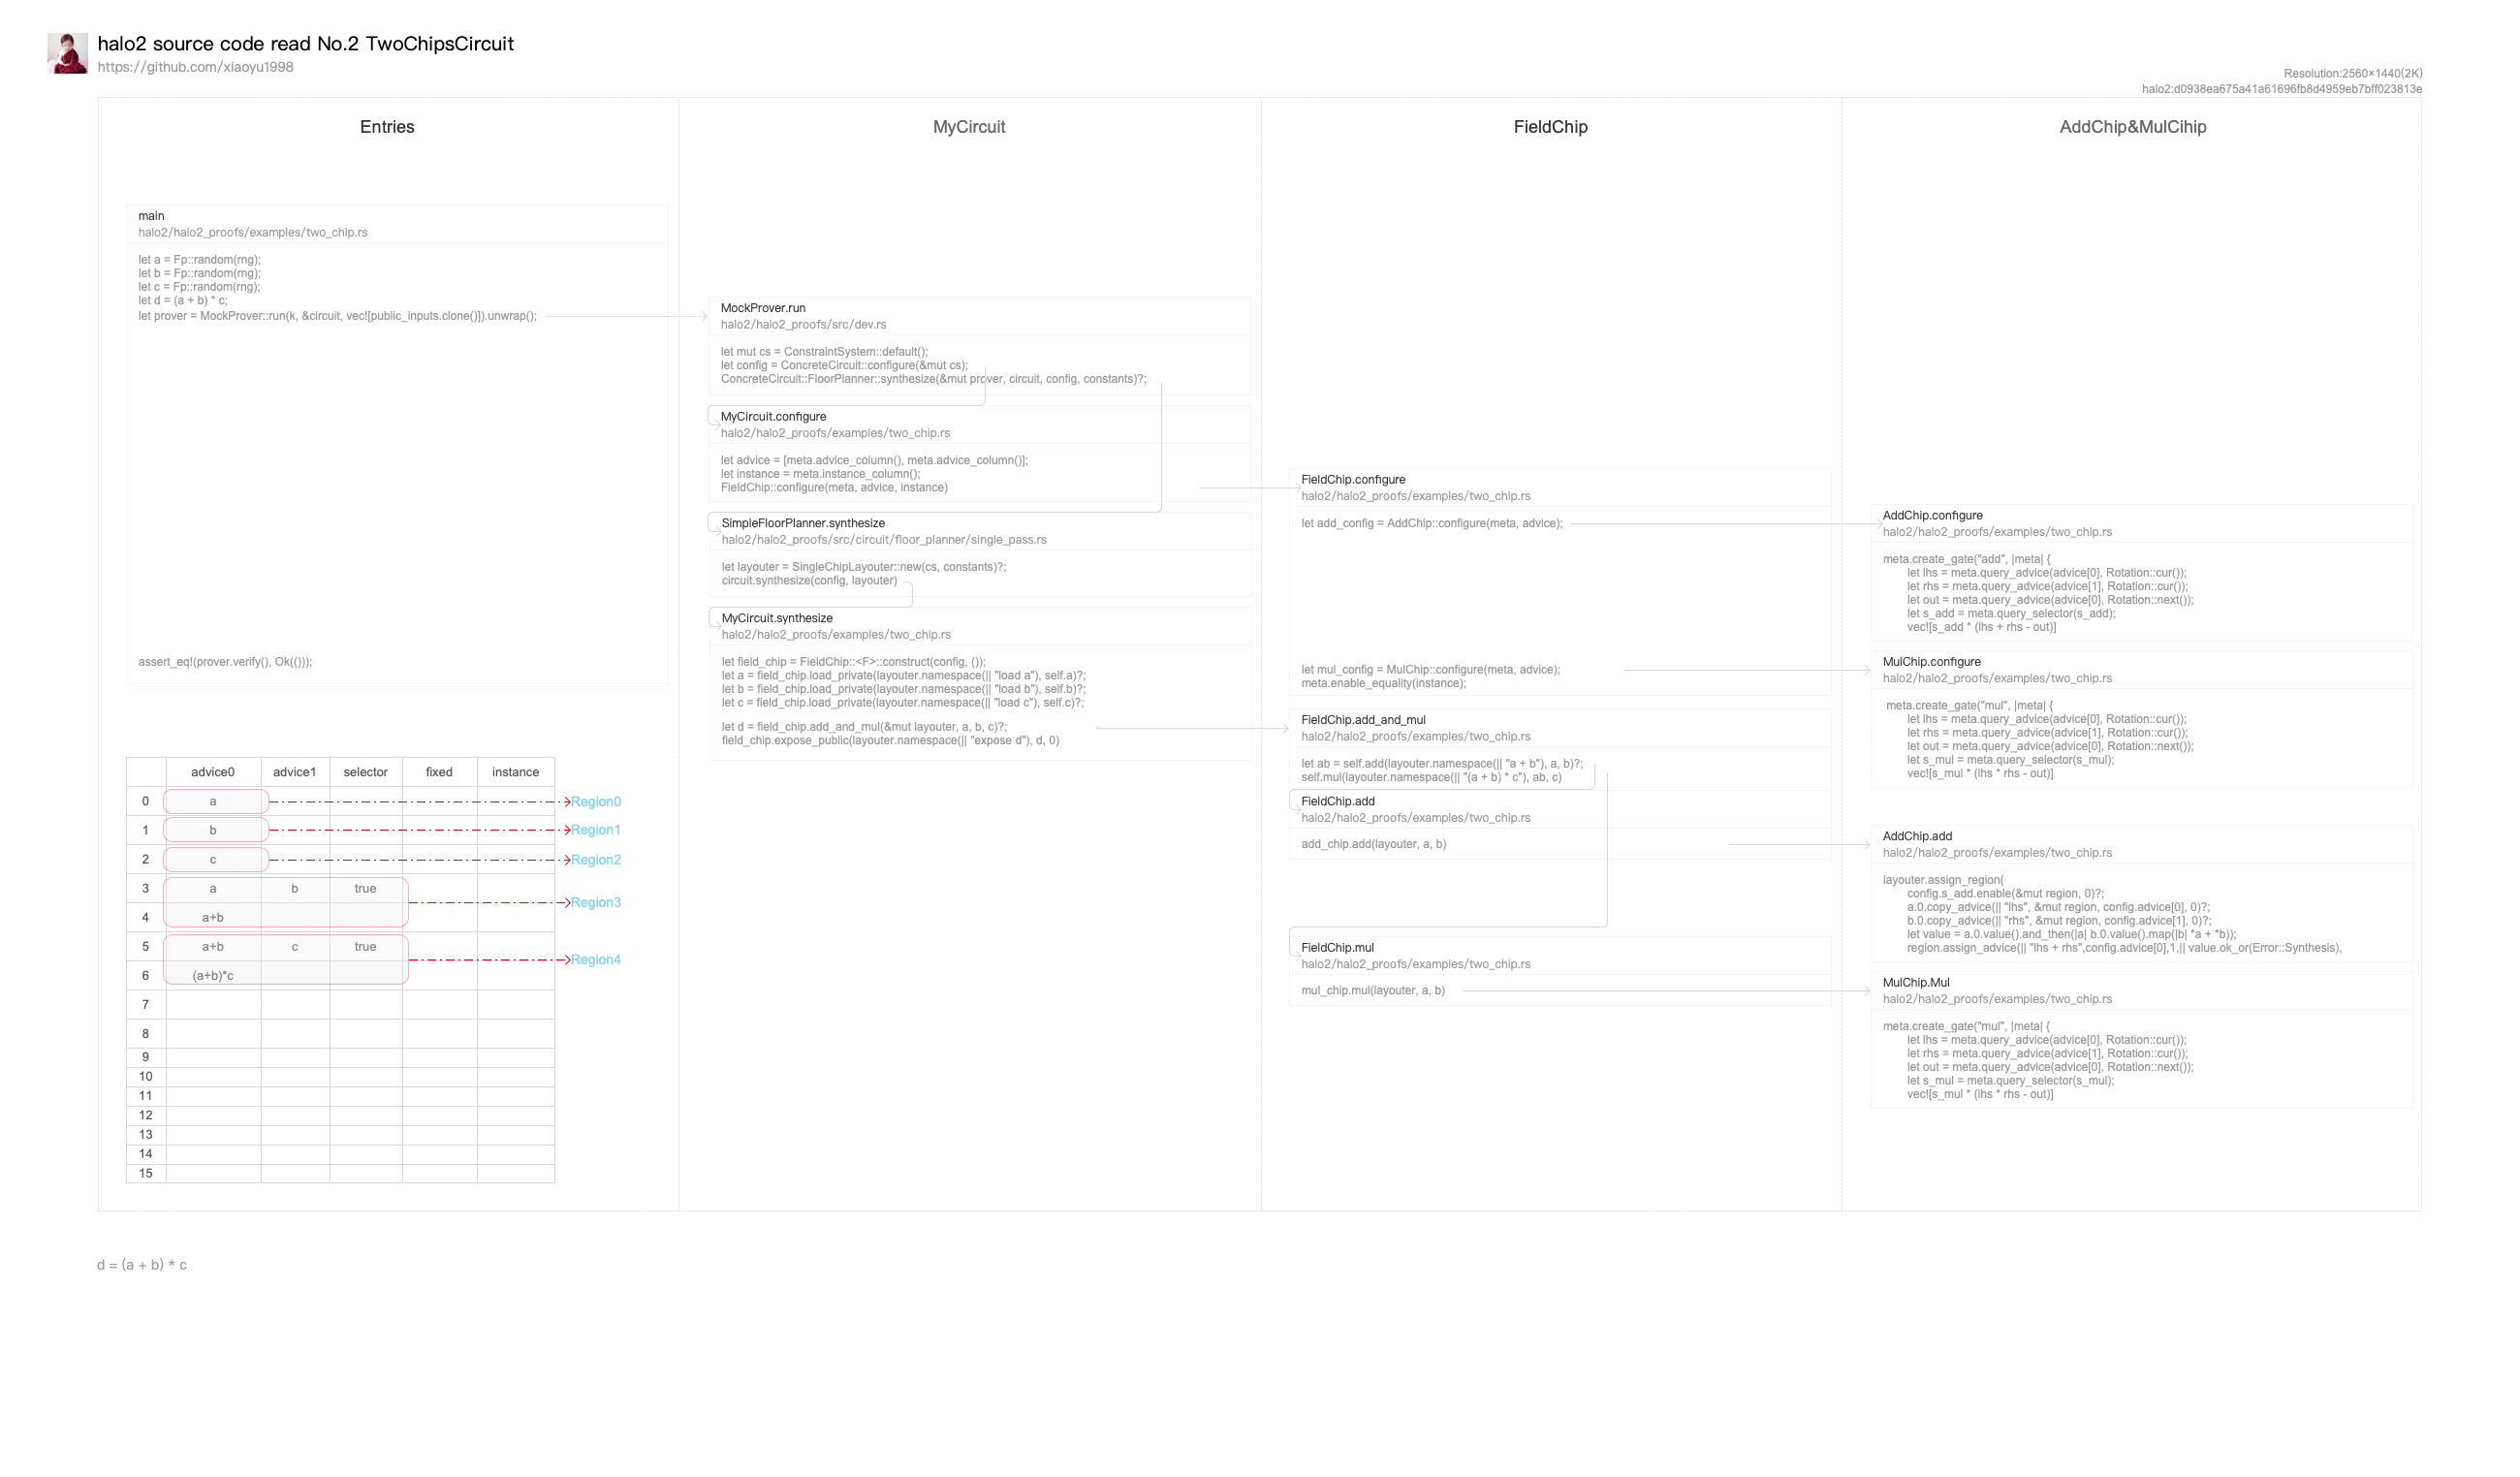 halo2 source code read No.2 TwoChipsCircuit
https://github.com/xiaoyu1998
Resolution:2560×1440(2K)
halo2:d0938ea675a41a61696fb8d4959eb7bff023813e
Entries
main
halo2/halo2_proofs/examples/two_chip.rs
let a = Fp::random(rng);
let b = Fp::random(rng);
let c = Fp::random(rng);
let d = (a + b) * c;
let prover = MockProver::run(k, &circuit, vec![public_inputs.clone()]).unwrap();
assert_eq!(prover.verify(), Ok(()));
advice0 advice1 selector fixed instance
0 a Region0
1 b Region1
2 c Region2
3 a b true
Region3
4 a+b
5 a+b c true
Region4
6 (a+b)*c
7
8
9
10
11
12
13
14
15
MyCircuit
MockProver.run
halo2/halo2_proofs/src/dev.rs
let mut cs = ConstraintSystem::default();
let config = ConcreteCircuit::configure(&mut cs);
ConcreteCircuit::FloorPlanner::synthesize(&mut prover, circuit, config, constants)?;
MyCircuit.configure
halo2/halo2_proofs/examples/two_chip.rs
let advice = [meta.advice_column(), meta.advice_column()];
let instance = meta.instance_column();
FieldChip::configure(meta, advice, instance)
SimpleFloorPlanner.synthesize
halo2/halo2_proofs/src/circuit/floor_planner/single_pass.rs
let layouter = SingleChipLayouter::new(cs, constants)?;
circuit.synthesize(config, layouter)
MyCircuit.synthesize
halo2/halo2_proofs/examples/two_chip.rs
let field_chip = FieldChip::<F>::construct(config, ());
let a = field_chip.load_private(layouter.namespace(|| "load a"), self.a)?;
let b = field_chip.load_private(layouter.namespace(|| "load b"), self.b)?;
let c = field_chip.load_private(layouter.namespace(|| "load c"), self.c)?;
let d = field_chip.add_and_mul(&mut layouter, a, b, c)?;
field_chip.expose_public(layouter.namespace(|| "expose d"), d, 0)
FieldChip
FieldChip.configure
halo2/halo2_proofs/examples/two_chip.rs
let add_config = AddChip::configure(meta, advice);
let mul_config = MulChip::configure(meta, advice);
meta.enable_equality(instance);
FieldChip.add_and_mul
halo2/halo2_proofs/examples/two_chip.rs
let ab = self.add(layouter.namespace(|| "a + b"), a, b)?;
self.mul(layouter.namespace(|| "(a + b) * c"), ab, c)
FieldChip.add
halo2/halo2_proofs/examples/two_chip.rs
add_chip.add(layouter, a, b)
FieldChip.mul
halo2/halo2_proofs/examples/two_chip.rs
mul_chip.mul(layouter, a, b)
AddChip&MulCihip
AddChip.configure
halo2/halo2_proofs/examples/two_chip.rs
meta.create_gate("add", |meta| {
let lhs = meta.query_advice(advice[0], Rotation::cur());
let rhs = meta.query_advice(advice[1], Rotation::cur());
let out = meta.query_advice(advice[0], Rotation::next());
let s_add = meta.query_selector(s_add);
vec![s_add * (lhs + rhs - out)]
MulChip.configure
halo2/halo2_proofs/examples/two_chip.rs
meta.create_gate("mul", |meta| {
let lhs = meta.query_advice(advice[0], Rotation::cur());
let rhs = meta.query_advice(advice[1], Rotation::cur());
let out = meta.query_advice(advice[0], Rotation::next());
let s_mul = meta.query_selector(s_mul);
vec![s_mul * (lhs * rhs - out)]
AddChip.add
halo2/halo2_proofs/examples/two_chip.rs
layouter.assign_region(
config.s_add.enable(&mut region, 0)?;
a.0.copy_advice(|| "lhs", &mut region, config.advice[0], 0)?;
b.0.copy_advice(|| "rhs", &mut region, config.advice[1], 0)?;
let value = a.0.value().and_then(|a| b.0.value().map(|b| *a + *b));
region.assign_advice(|| "lhs + rhs",config.advice[0],1,|| value.ok_or(Error::Synthesis),
MulChip.Mul
halo2/halo2_proofs/examples/two_chip.rs
meta.create_gate("mul", |meta| {
let lhs = meta.query_advice(advice[0], Rotation::cur());
let rhs = meta.query_advice(advice[1], Rotation::cur());
let out = meta.query_advice(advice[0], Rotation::next());
let s_mul = meta.query_selector(s_mul);
vec![s_mul * (lhs * rhs - out)]
d = (a + b) * c